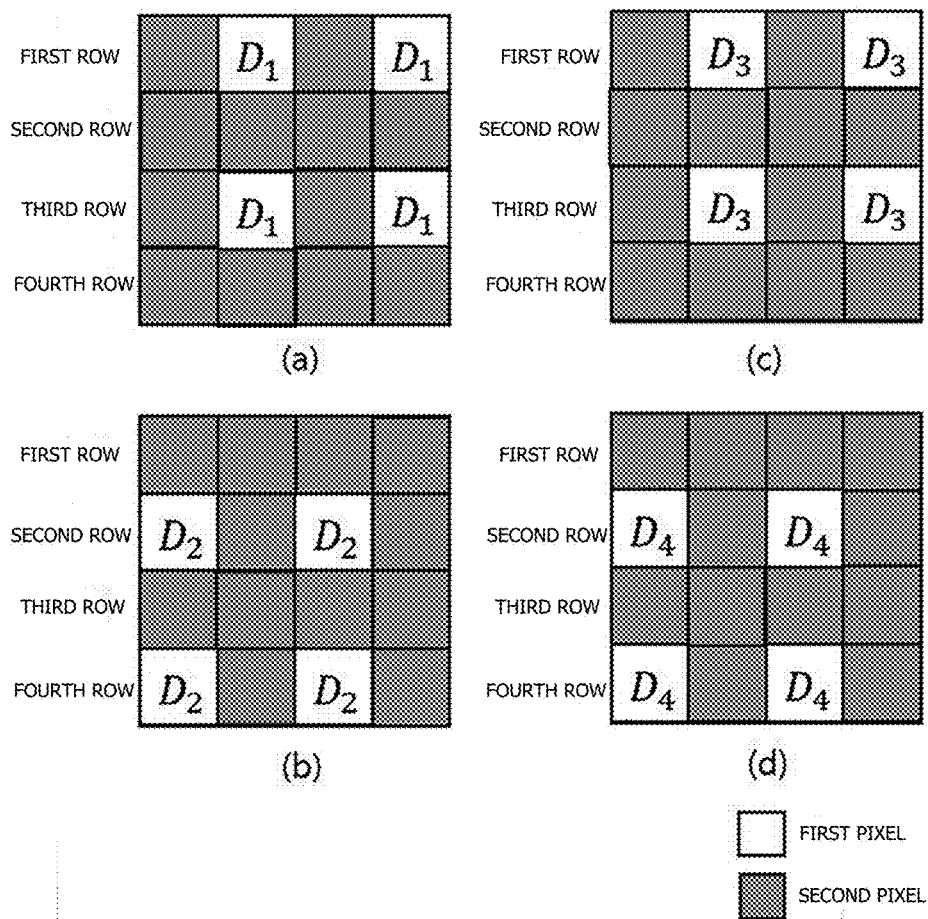 FIRST ROW D₁ D₁
SECOND ROW
THIRD ROW D₁ D₁
FOURTH ROW
(a)
FIRST ROW D₃ D₃
SECOND ROW
THIRD ROW D₃ D₃
FOURTH ROW
(c)
FIRST ROW
SECOND ROW D₂ D₂
THIRD ROW
FOURTH ROW D₂ D₂
(b)
FIRST ROW
SECOND ROW D₄ D₄
THIRD ROW
FOURTH ROW D₄ D₄
(d)
FIRST PIXEL
SECOND PIXEL